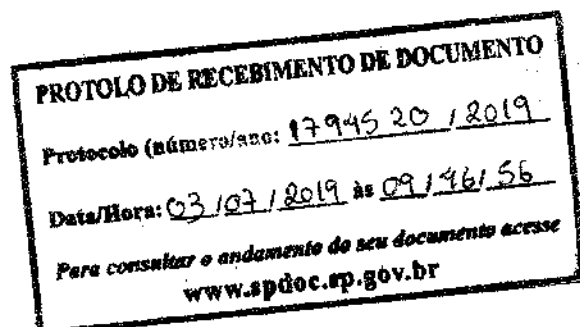 PROTOLO DE RECEBIMENTO DE DOCUMENTO
Protocolo (número/ano: 1794520 / 2019
Data/Hora: 03 / 07 / 2019 às 09 / 46 / 56
Para consultar o andamento do seu documento acesse
www.spdoc.sp.gov.br